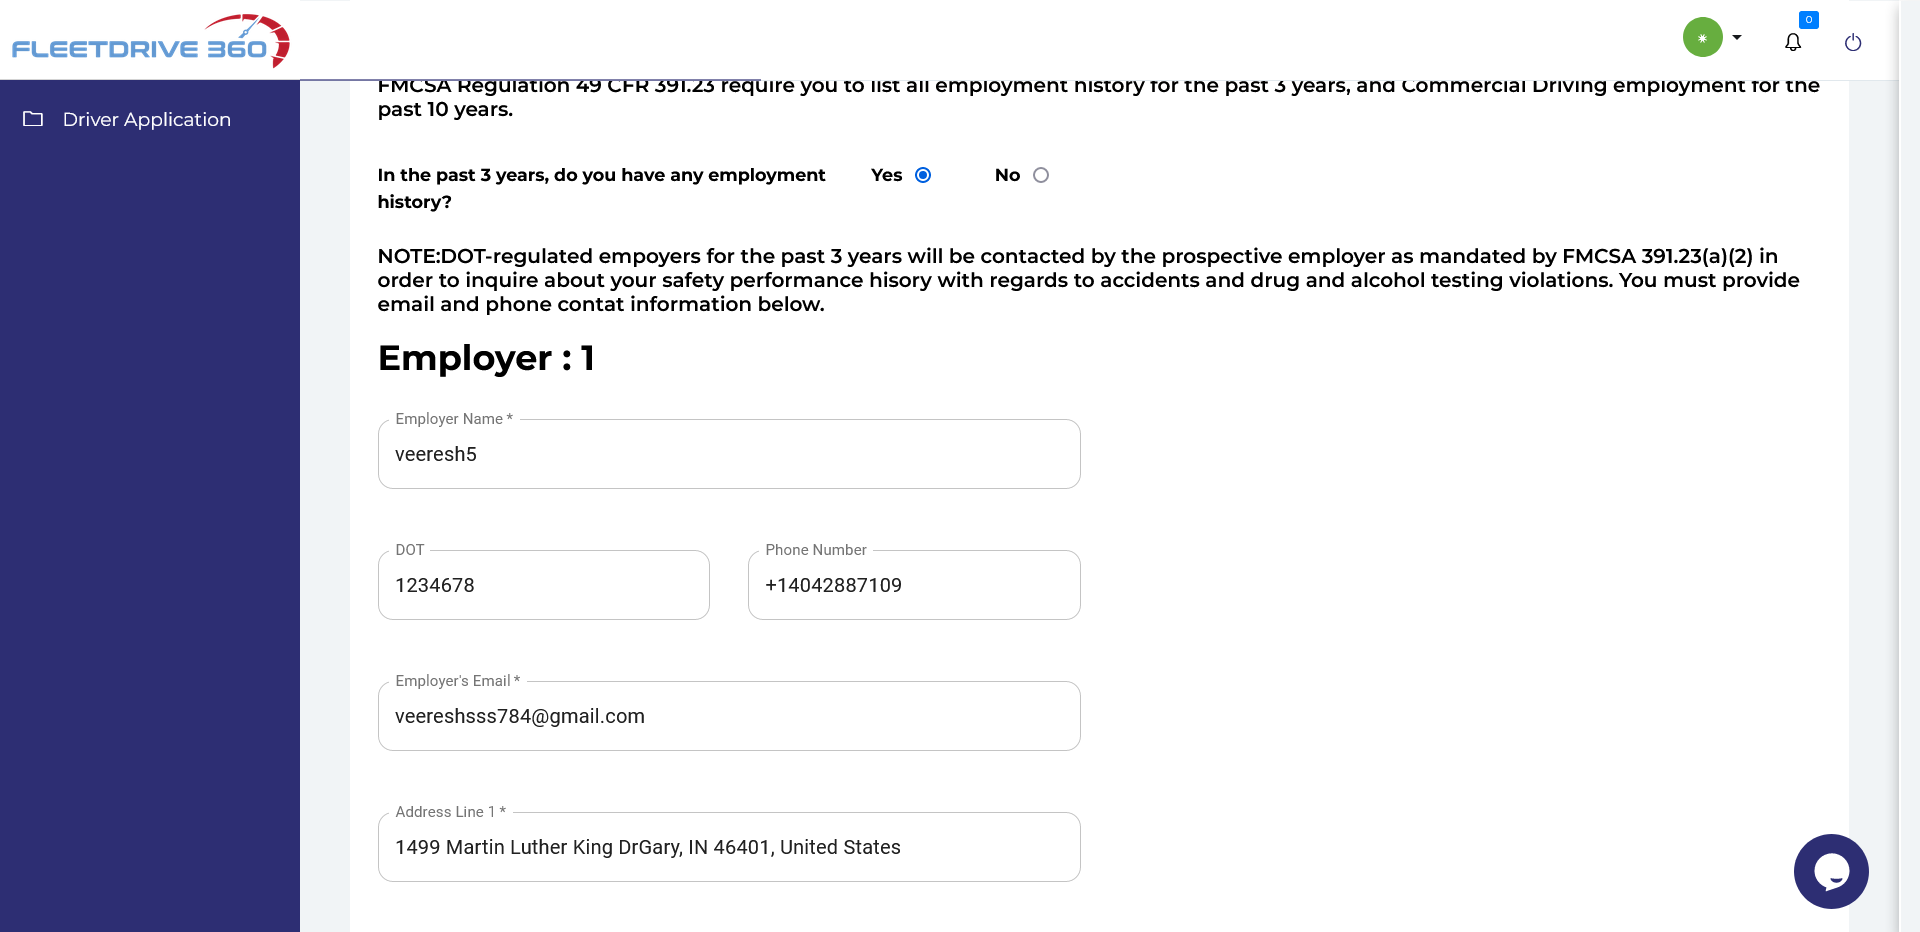 FLEETDRIVE 360
0
Driver Application
FMCSA Regulation 49 CFR 391.23 require you to list all employment history for the past 3 years, and Commercial Driving employment for the
past 10 years.
In the past 3 years, do you have any employment
history?
Yes
No
NOTE:DOT-regulated empoyers for the past 3 years will be contacted by the prospective employer as mandated by FMCSA 391.23(a)(2) in
order to inquire about your safety performance hisory with regards to accidents and drug and alcohol testing violations. You must provide
email and phone contat information below.
Employer : 1
Employer Name *
veeresh5
DOT
1234678
Phone Number
+14042887109
Employer's Email *
veereshsss784@gmail.com
Address Line 1 *
1499 Martin Luther King DrGary, IN 46401, United States